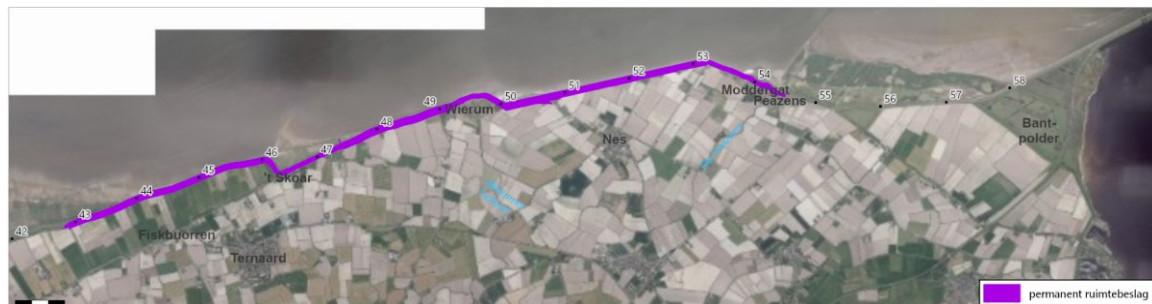 53
52
54
58
51
Moddergat
55
57
50
Peazens
56
49
Wierum
Bant-
polder
48
Nes
47
46
45
't Skoar
44
43
42
Fiskbuorren
Ternaard
permanent ruimtebeslag